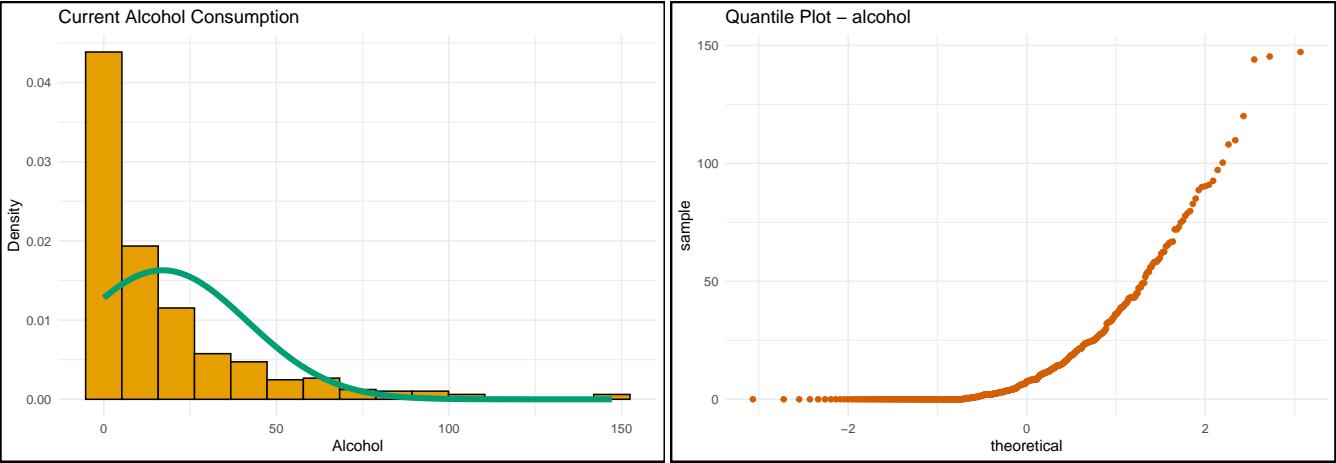 Current Alcohol Consumption
0.04
0.03
0.02
0.01
0.00
Density
0
50
100
150
Alcohol
Quantile Plot – alcohol
150
100
50
0
sample
−2
0
2
theoretical